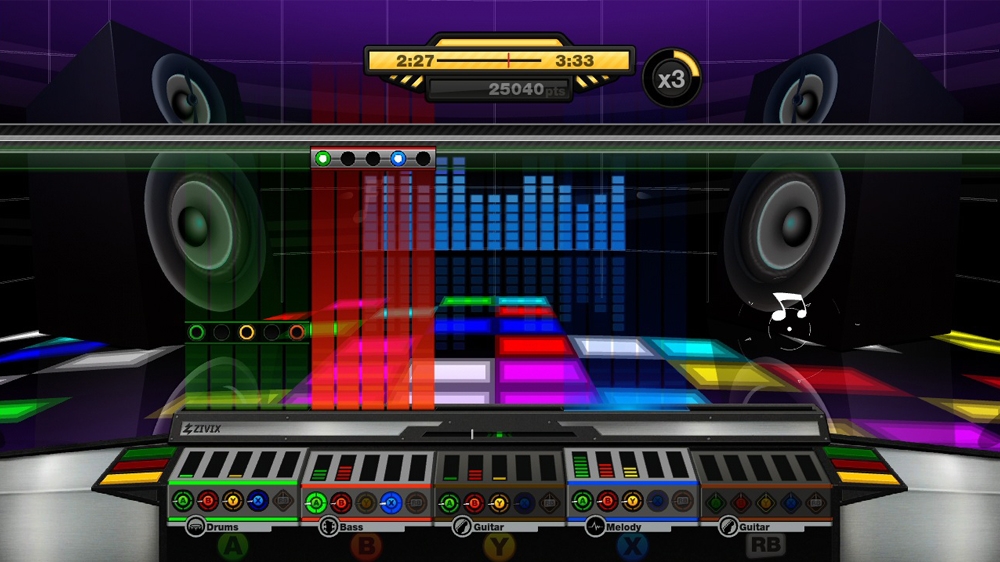 2:27 3:33
25040pts
x3
ZIVIX
A B Y X A B Y X A B Y X A B Y X
Drums Bass Guitar Melody Guitar
A B Y X RB